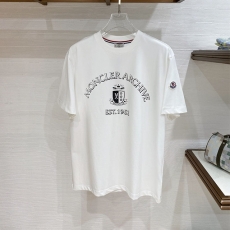 MONCLER ARCHIVE
EST. 1952